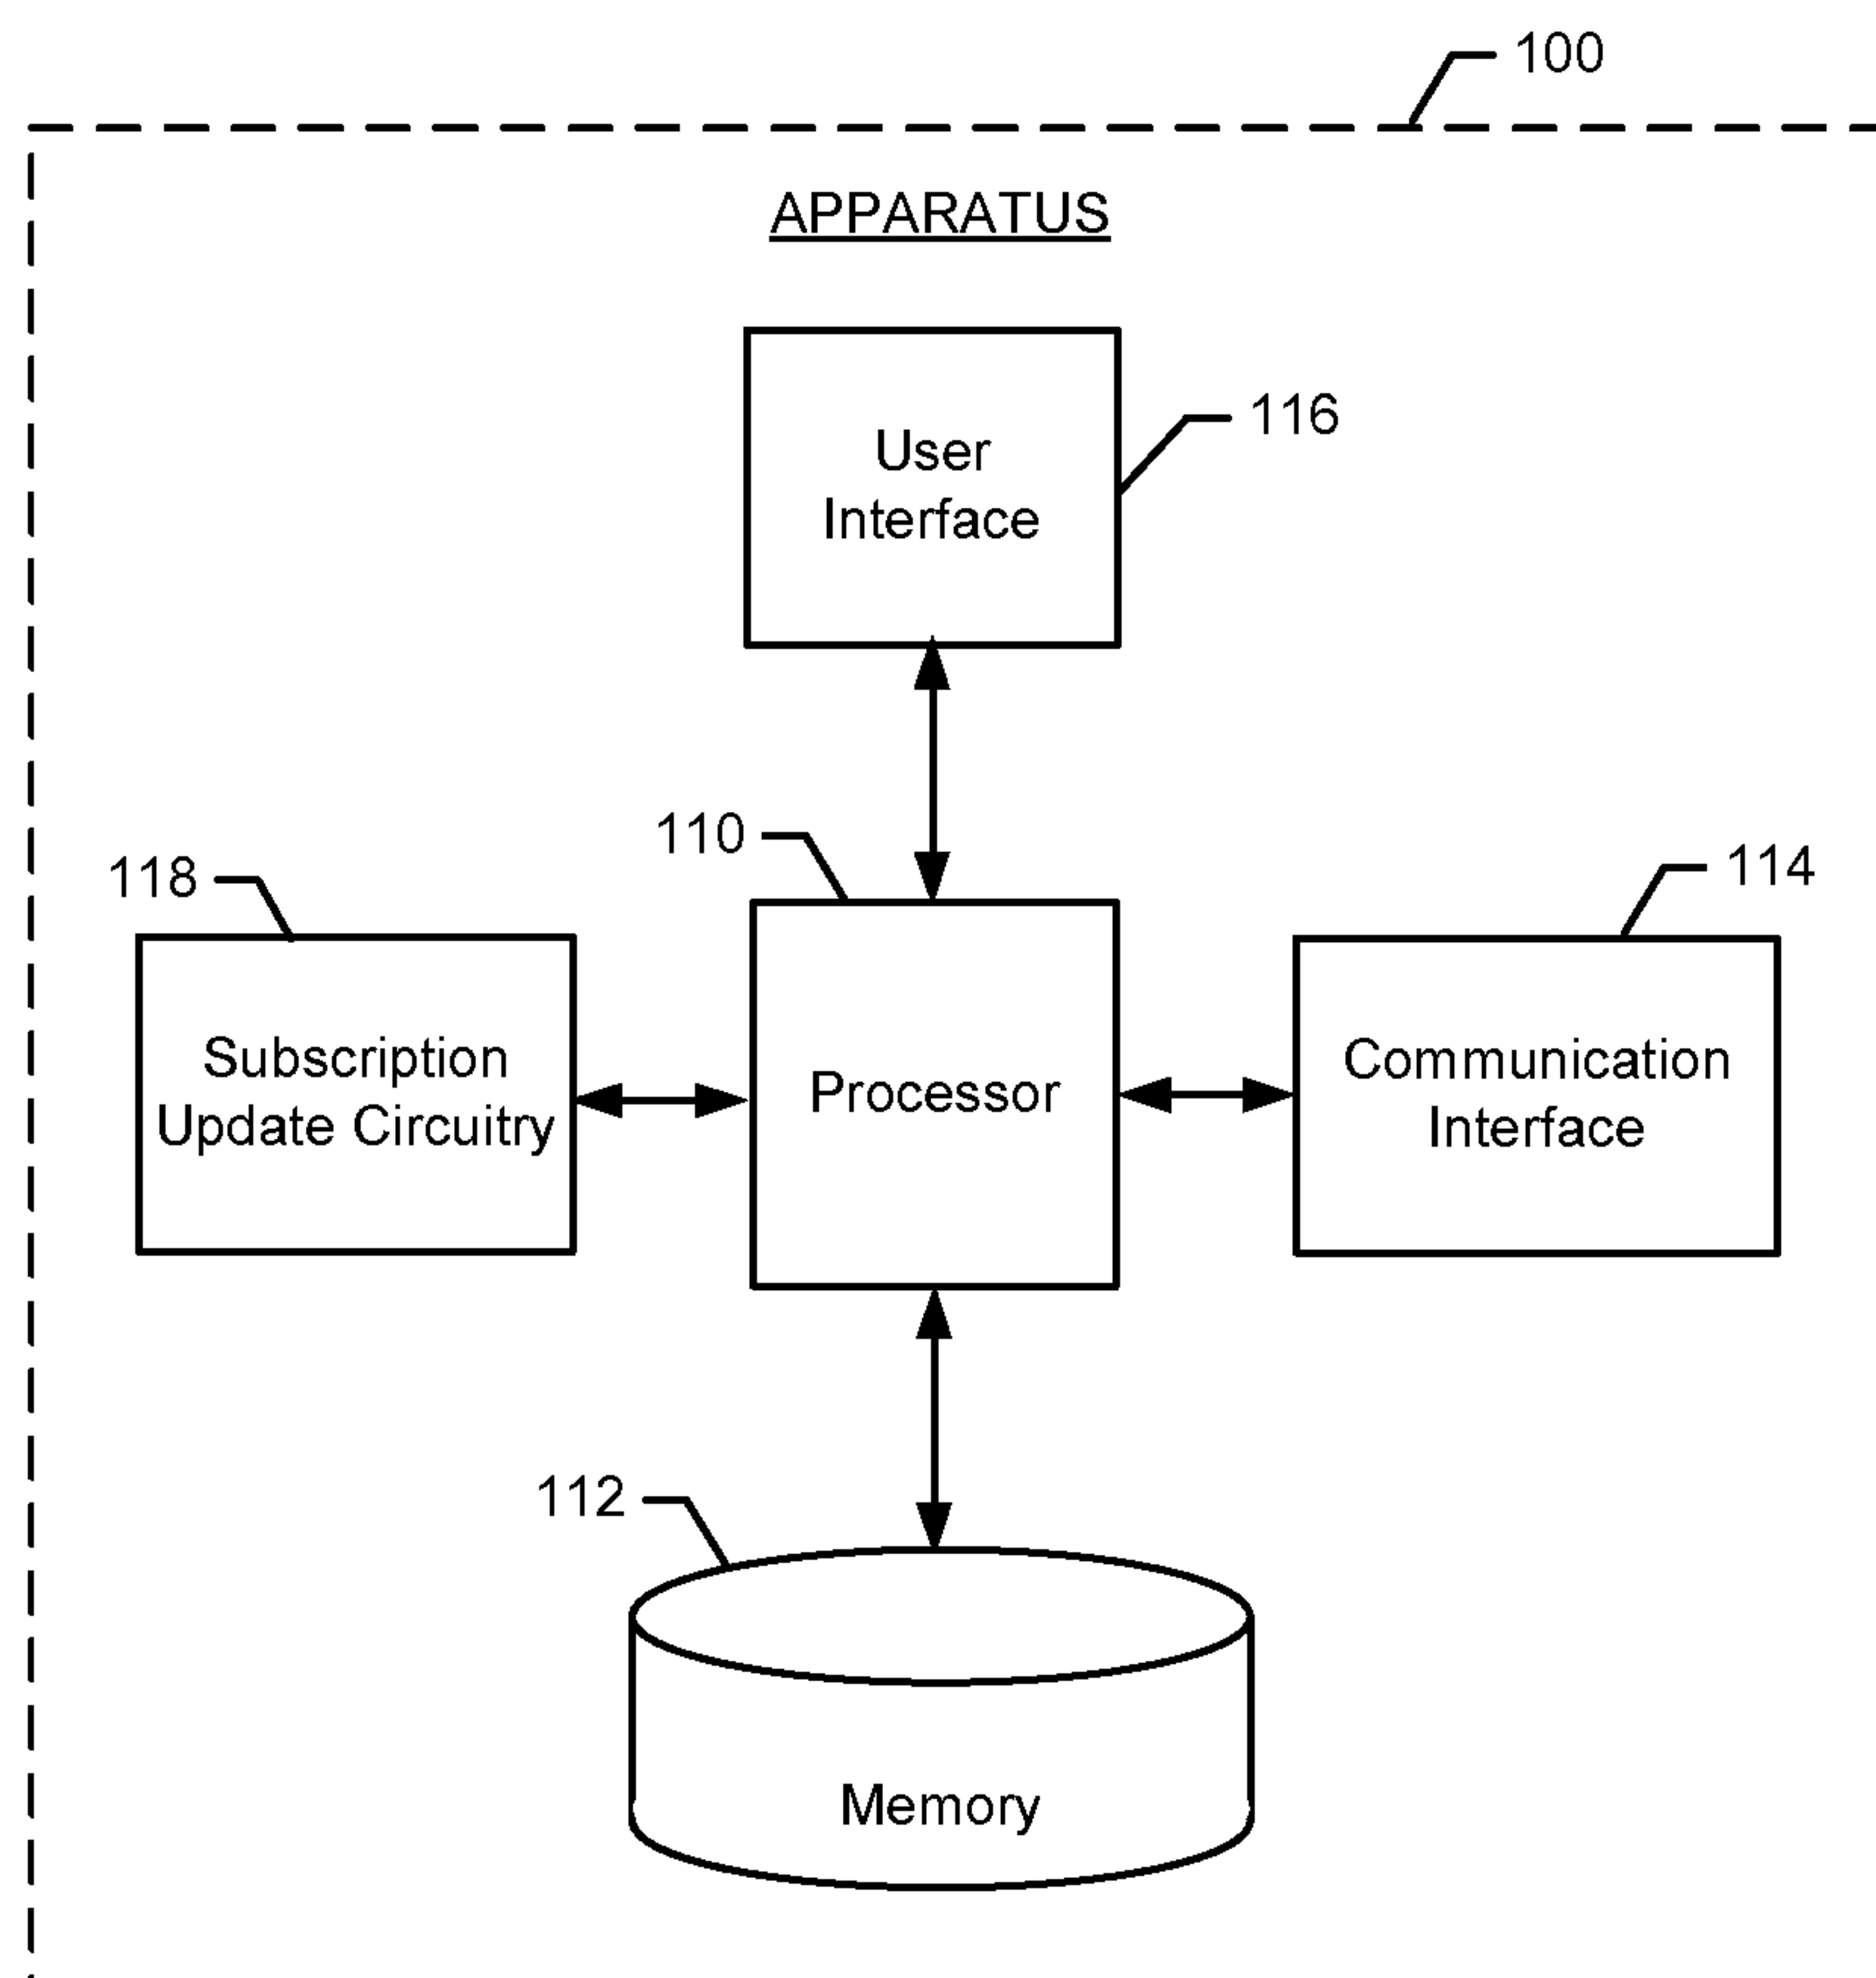 100
APPARATUS
User
Interface
116
110
118
114
Subscription
Update Circuitry
Processor
Communication
Interface
112
Memory